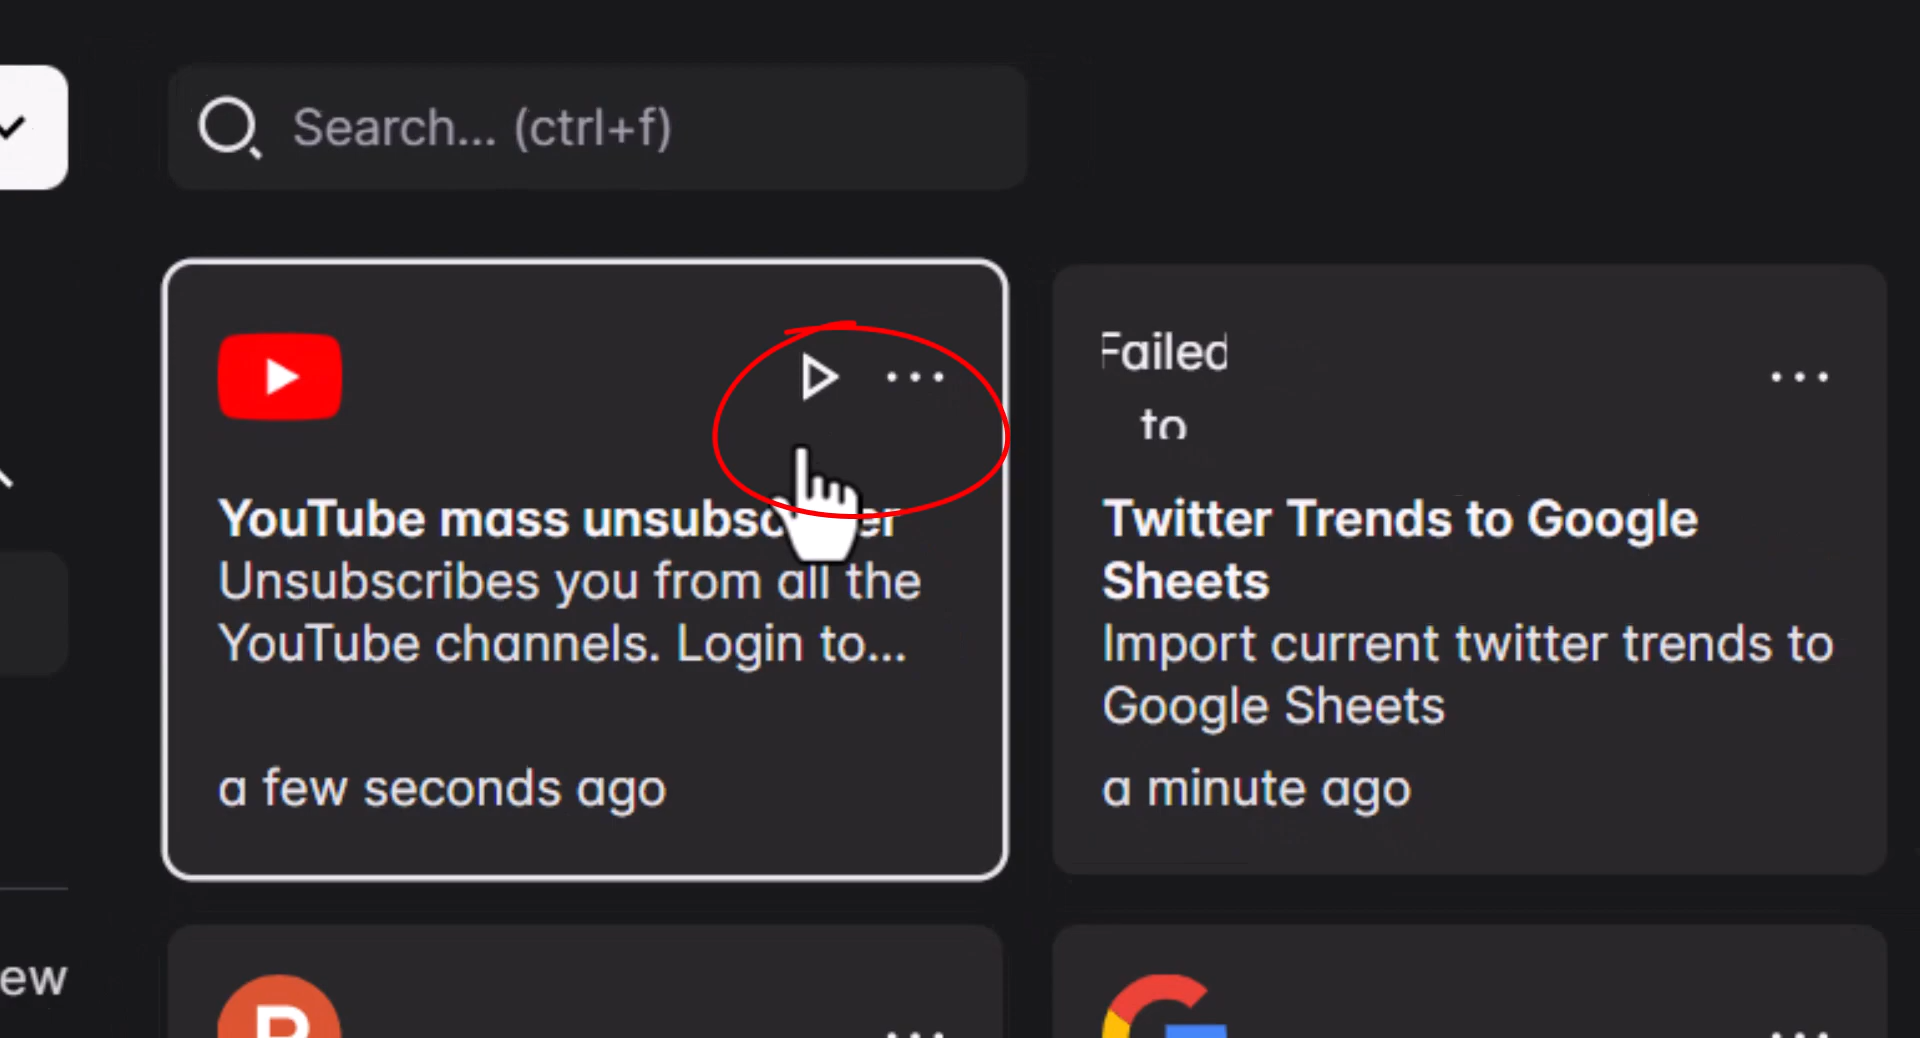 Search... (ctrl+f)
Failed
to
YouTube mass unsubscriber
Unsubscribes you from all the
YouTube channels. Login to...
a few seconds ago
Twitter Trends to Google
Sheets
Import current twitter trends to
Google Sheets
a minute ago
ew